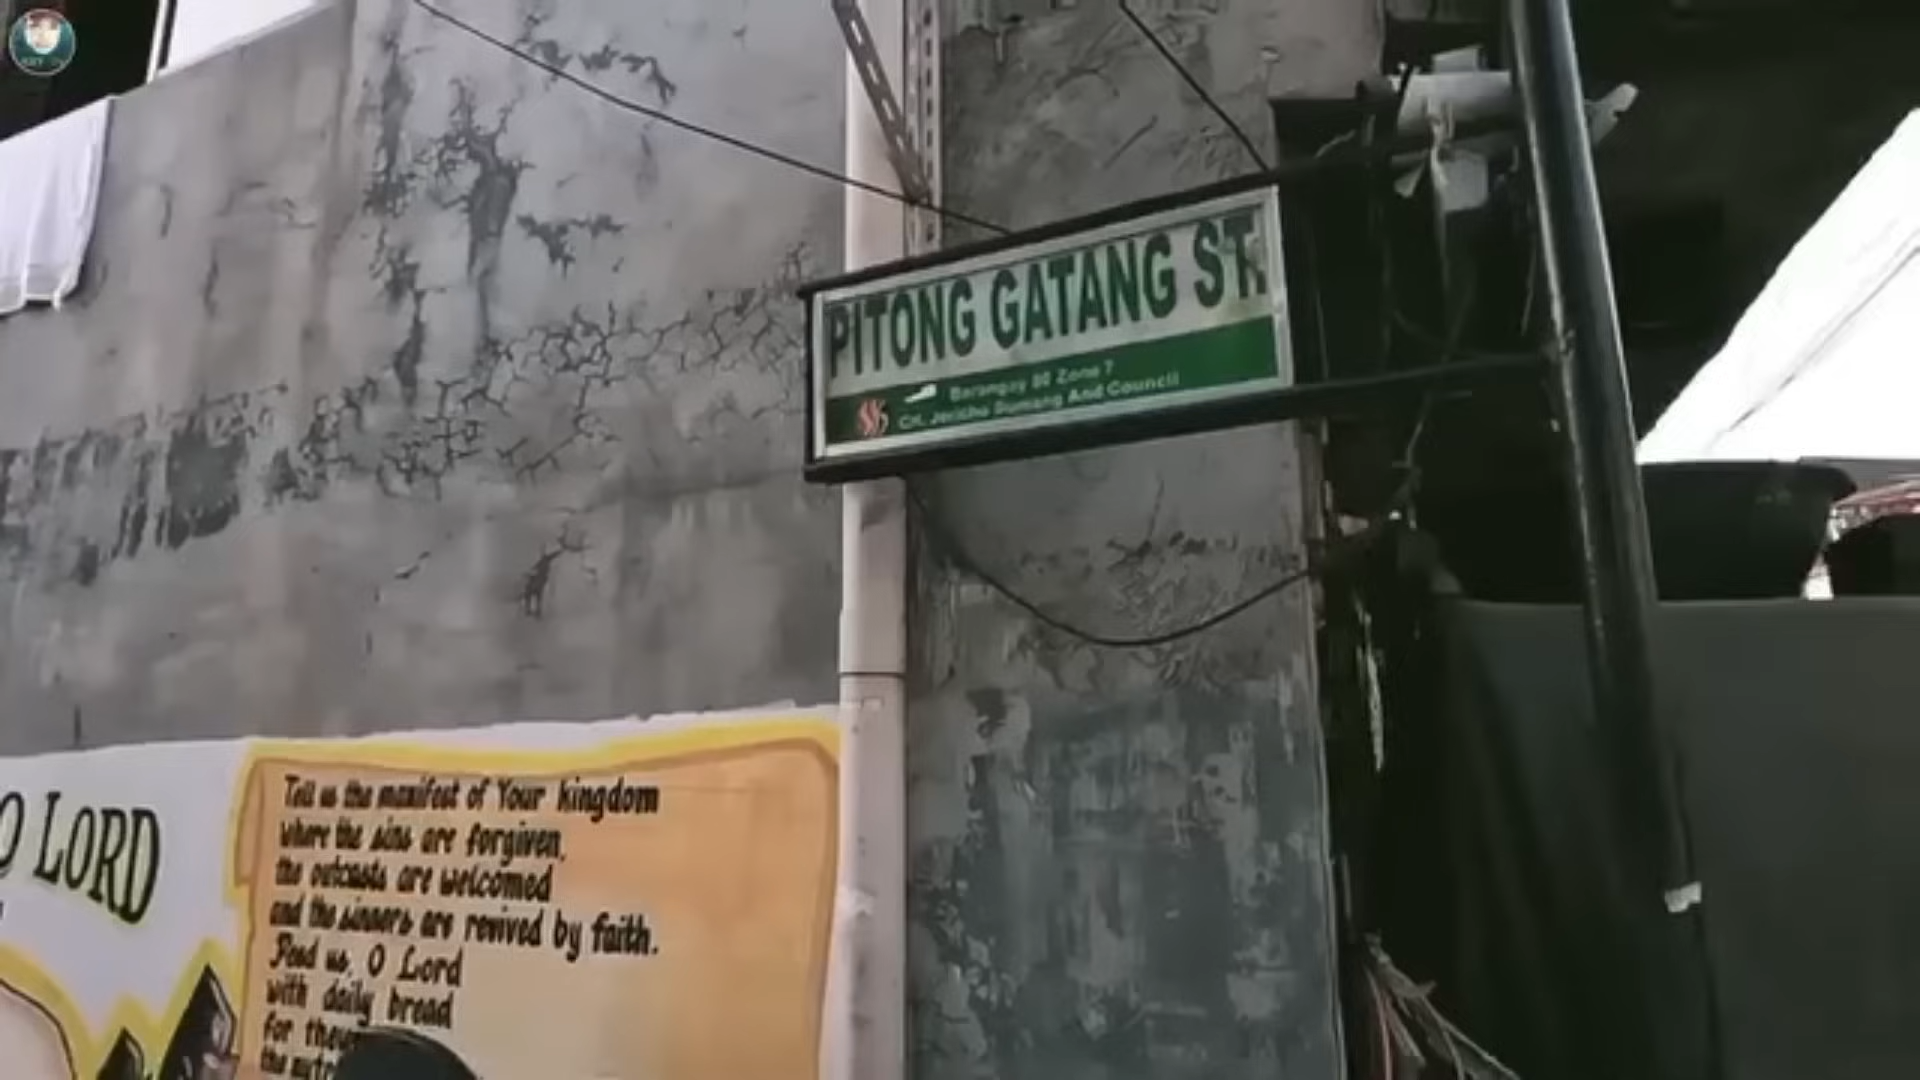 PITONG GATANG ST.
Barangay 80 Zone 7
CH. Jericho Dumang And Council
O LORD
Tell us the manifest of Your kingdom
where the sins are forgiven,
the outcasts are welcomed
and the sinners are revived by faith.
Feed us, O Lord
with daily bread
for
the